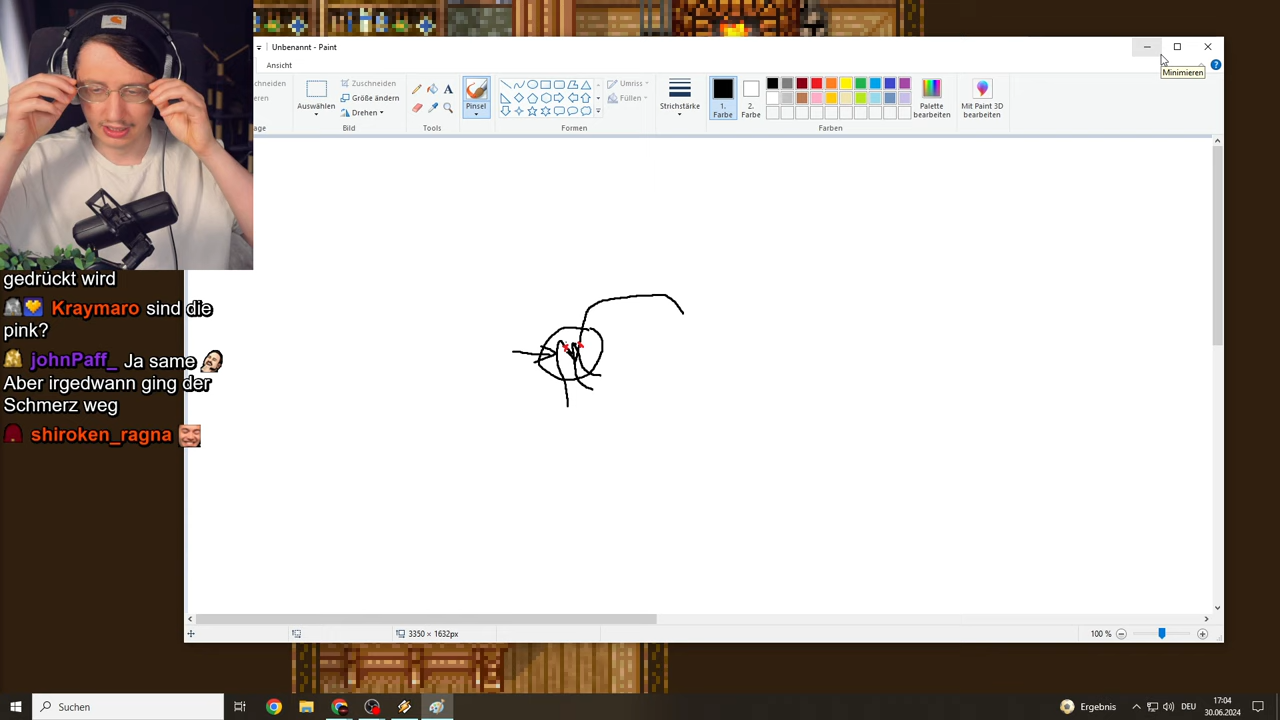 Unbenannt - Paint
Minimieren
Ansicht
Zuschneiden
Größe ändern
Drehen
Auswählen
Bild
Tools
Pinsel
Umriss
Füllen
Formen
Strichstärke
1. Farbe
2. Farbe
Palette bearbeiten
Farben
Mit Paint 3D bearbeiten
gedrückt wird
Kraymaro sind die
pink?
johnPaff_ Ja same
Aber irgedwann ging der
Schmerz weg
shiroken_ragna
3350 × 1632px
100 %
Suchen
Ergebnis
DEU
17:04
30.06.2024